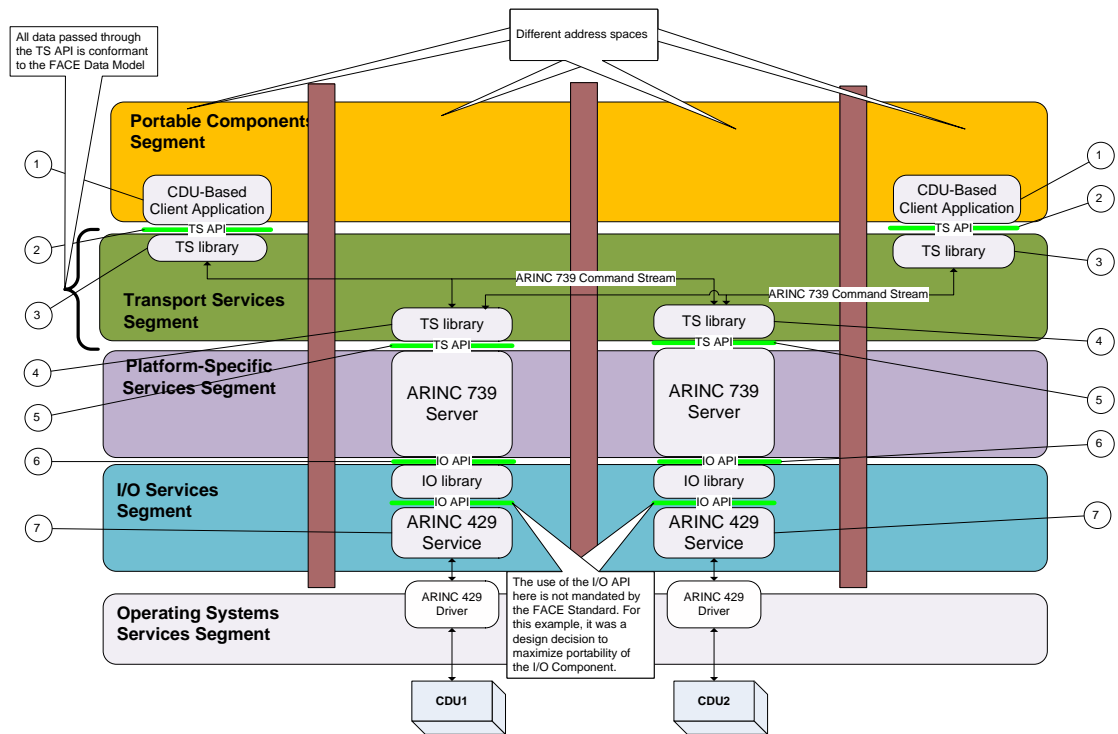 All data passed through
the TS API is conformant
to the FACE Data Model
Different address spaces
Portable Components
Segment
1
CDU-Based
Client Application
CDU-Based
Client Application
1
2
TS API
TS API
2
3
TS library
TS library
3
ARINC 739 Command Stream
ARINC 739 Command Stream
Transport Services
Segment
TS library
TS library
4
TS API
TS API
4
Platform-Specific
Services Segment
5
ARINC 739
Server
ARINC 739
Server
5
6
IO API
IO API
6
I/O Services
Segment
IO library
IO library
IO API
IO API
7
ARINC 429
Service
ARINC 429
Service
7
The use of the I/O API
here is not mandated by
the FACE Standard. For
this example, it was a
design decision to
maximize portability of
the I/O Component.
Operating Systems
Services Segment
ARINC 429
Driver
ARINC 429
Driver
CDU1
CDU2